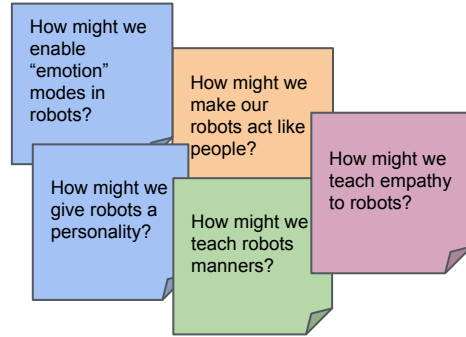 How might we
enable
“emotion”
modes in
robots?
How might we
make our
robots act like
people?
How might we
teach empathy
to robots?
How might we
give robots a
personality?
How might we
teach robots
manners?